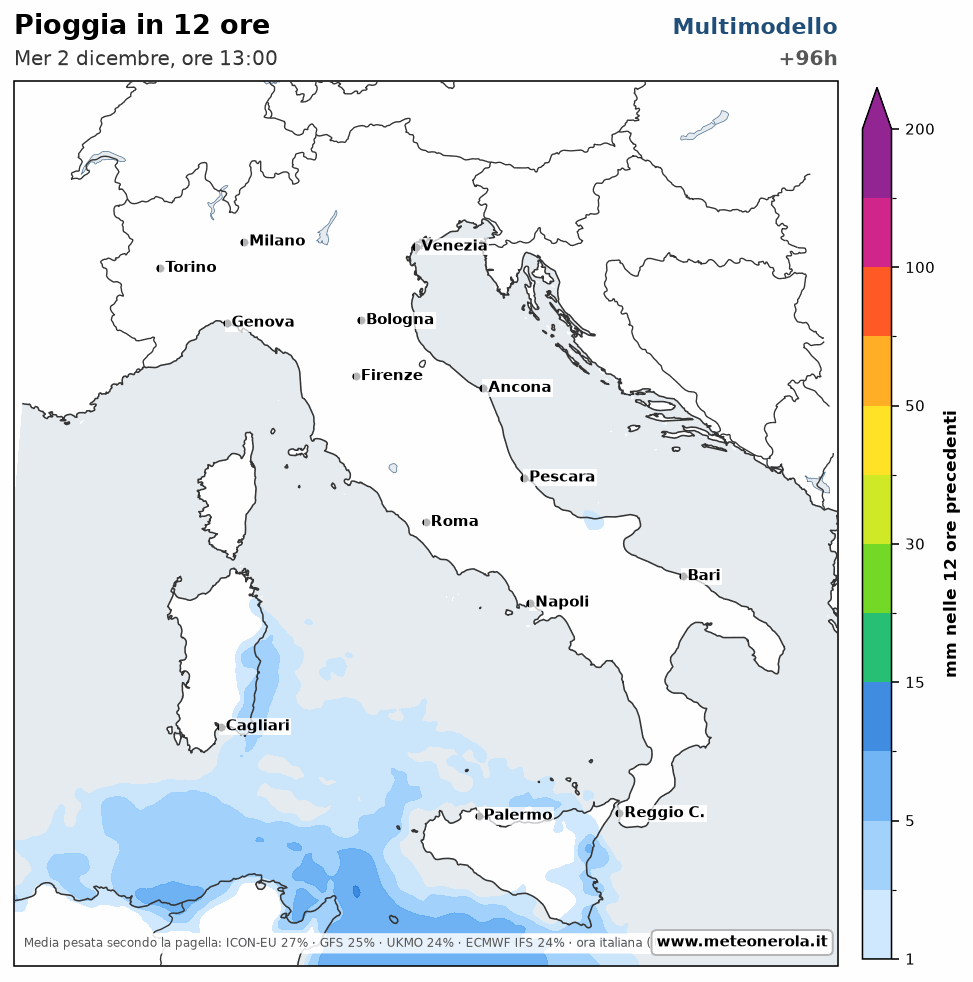 Pioggia in 12 ore
Multimodello
Mer 2 dicembre, ore 13:00
+96h
Milano
Venezia
Torino
Genova
Bologna
Firenze
Ancona
Pescara
Roma
Bari
Napoli
Cagliari
Palermo
Reggio C.
Media pesata secondo la pagella: ICON-EU 27% · GFS 25% · UKMO 24% · ECMWF IFS 24% · ora italiana (
www.meteonerola.it
200
100
50
30
15
5
1
mm nelle 12 ore precedenti